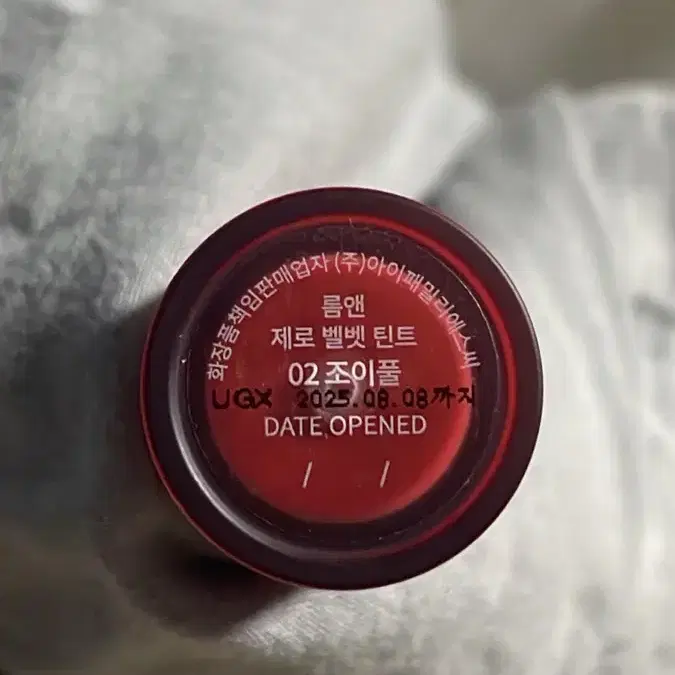 화장품책임판매업자 (주)아이패밀리에스씨
롬앤
제로 벨벳 틴트
02 조이풀
UGX 2025.08.08까지
DATE OPENED
/ /